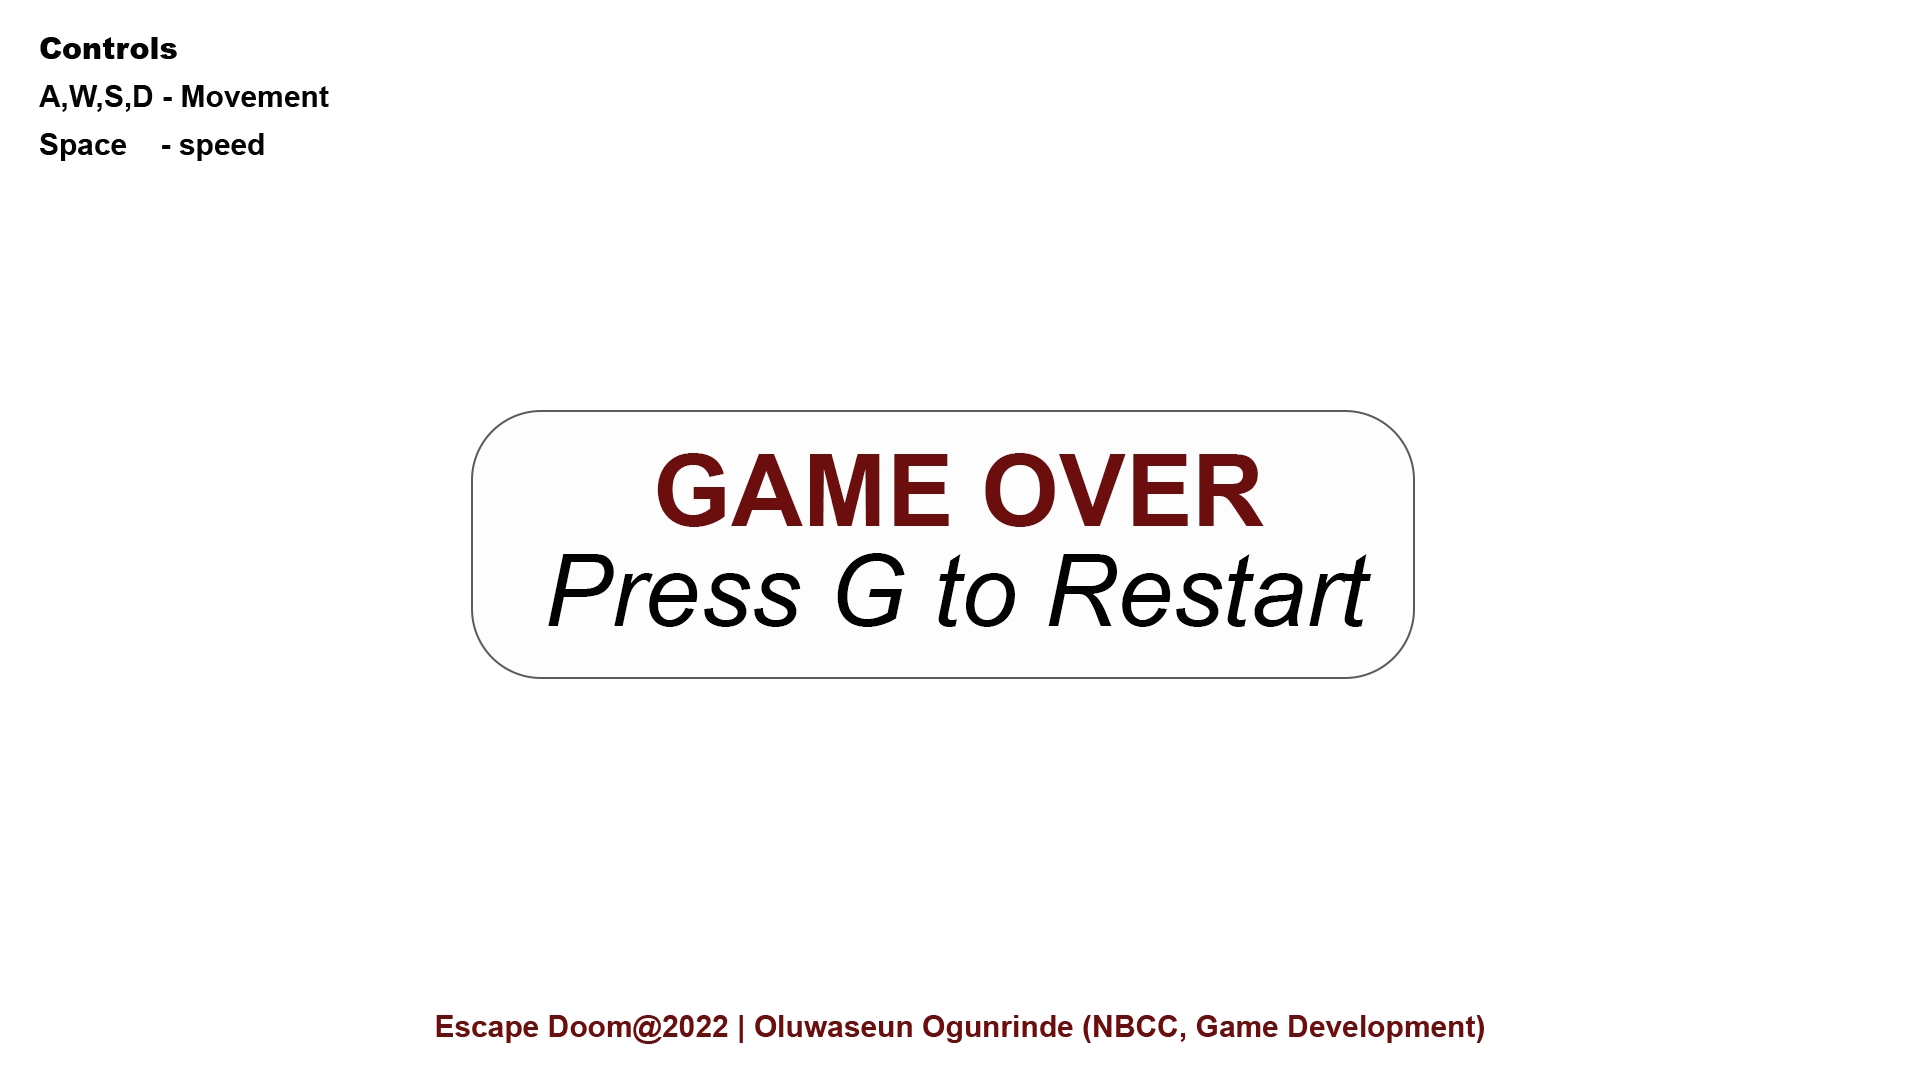 Controls
A,W,S,D - Movement
Space - speed
GAME OVER
Press G to Restart
Escape Doom@2022 | Oluwaseun Ogunrinde (NBCC, Game Development)